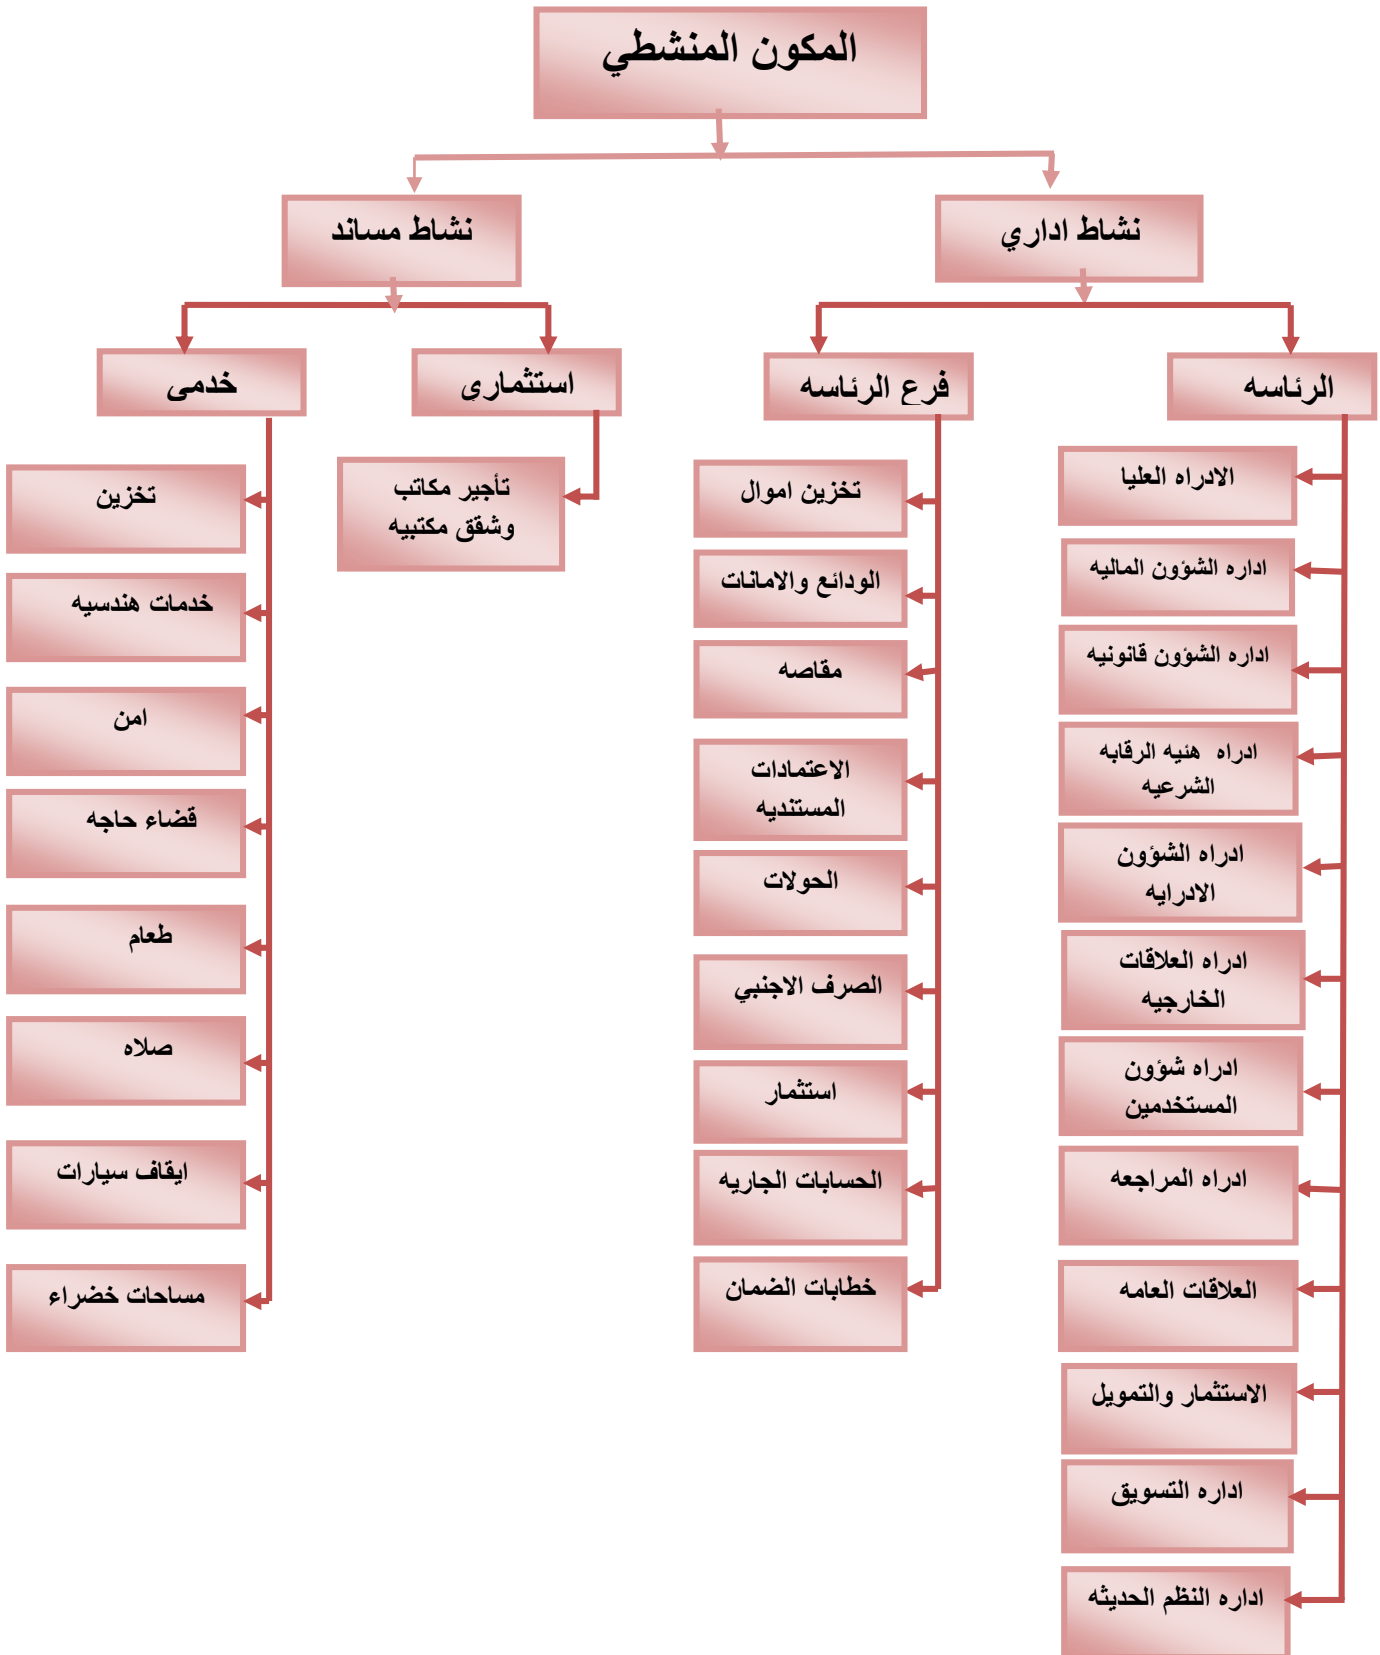 المكون المنشطي
نشاط اداري
نشاط مساند
الرئاسه
فرع الرئاسه
استثمارى
خدمى
الادراه العليا
اداره الشؤون الماليه
اداره الشؤون قانونيه
ادراه هئيه الرقابه
الشرعيه
ادراه الشؤون
الادرايه
ادراه العلاقات
الخارجيه
ادراه شؤون
المستخدمين
ادراه المراجعه
العلاقات العامه
الاستثمار والتمويل
اداره التسويق
اداره النظم الحديثه
تخزين اموال
الودائع والامانات
مقاصه
الاعتمادات
المستنديه
الحولات
الصرف الاجنبي
استثمار
الحسابات الجاريه
خطابات الضمان
تأجير مكاتب
وشقق مكتبيه
تخزين
خدمات هندسيه
امن
قضاء حاجه
طعام
صلاه
ايقاف سيارات
مساحات خضراء